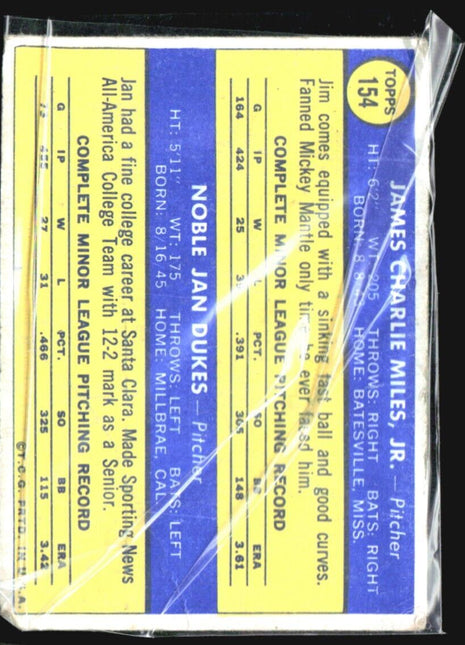 TOPPS
154
JAMES CHARLIE MILES, JR. — Pitcher
HT: 6'2" WT: 205 THROWS: RIGHT BATS: RIGHT
BORN: HOME: BATESVILLE, MISS.
Jim comes equipped with a sinking fast ball and good curves.
Fanned Mickey Mantle only time he ever faced him.
COMPLETE MINOR LEAGUE PITCHING RECORD
G IP W L PCT. SO BB ERA
164 424 25 .391 365 148 3.61
NOBLE JAN DUKES — Pitcher
HT: 5'11" WT: 175 THROWS: LEFT BATS: LEFT
BORN: 8/16/45 HOME: MILLBRAE, CAL.
Jan had a fine college career at Santa Clara. Made Sporting News
All-America College Team with 12-2 mark as a Senior.
COMPLETE MINOR LEAGUE PITCHING RECORD
G IP W L PCT. SO BB ERA
27 31 .466 325 115 3.42
©T.C.G. PRTD. IN U.S.A.